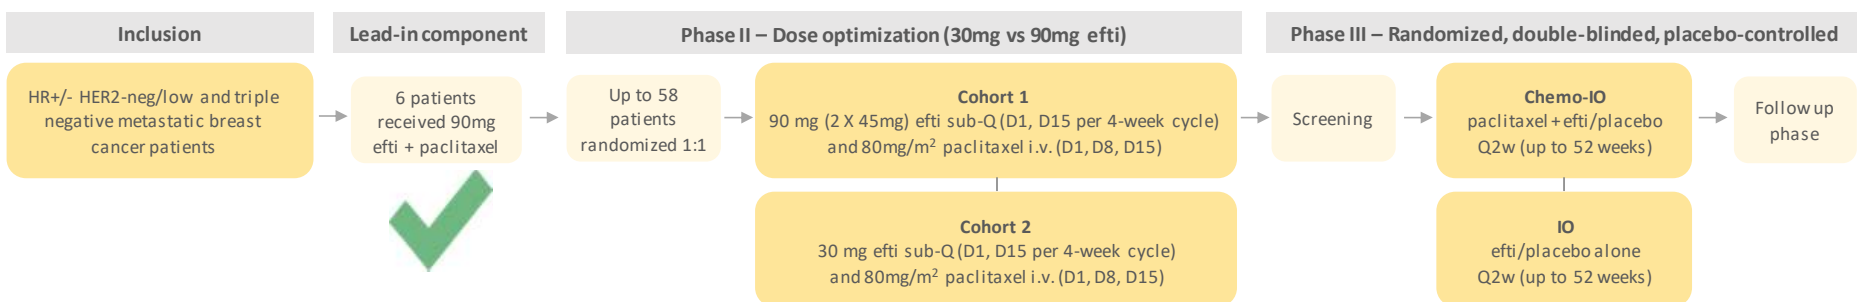 Inclusion
HR+/- HER2-neg/low and triple
negative metastatic breast
cancer patients
Lead-in component
6 patients
received 90mg
efti + paclitaxel
Phase II – Dose optimization (30mg vs 90mg efti)
Up to 58
patients
randomized 1:1
Cohort 1
90 mg (2 X 45mg) efti sub-Q (D1, D15 per 4-week cycle)
and 80mg/m² paclitaxel i.v. (D1, D8, D15)
Cohort 2
30 mg efti sub-Q (D1, D15 per 4-week cycle)
and 80mg/m² paclitaxel i.v. (D1, D8, D15)
Phase III – Randomized, double-blinded, placebo-controlled
Screening
Chemo-IO
paclitaxel + efti/placebo
Q2w (up to 52 weeks)
IO
efti/placebo alone
Q2w (up to 52 weeks)
Follow up
phase